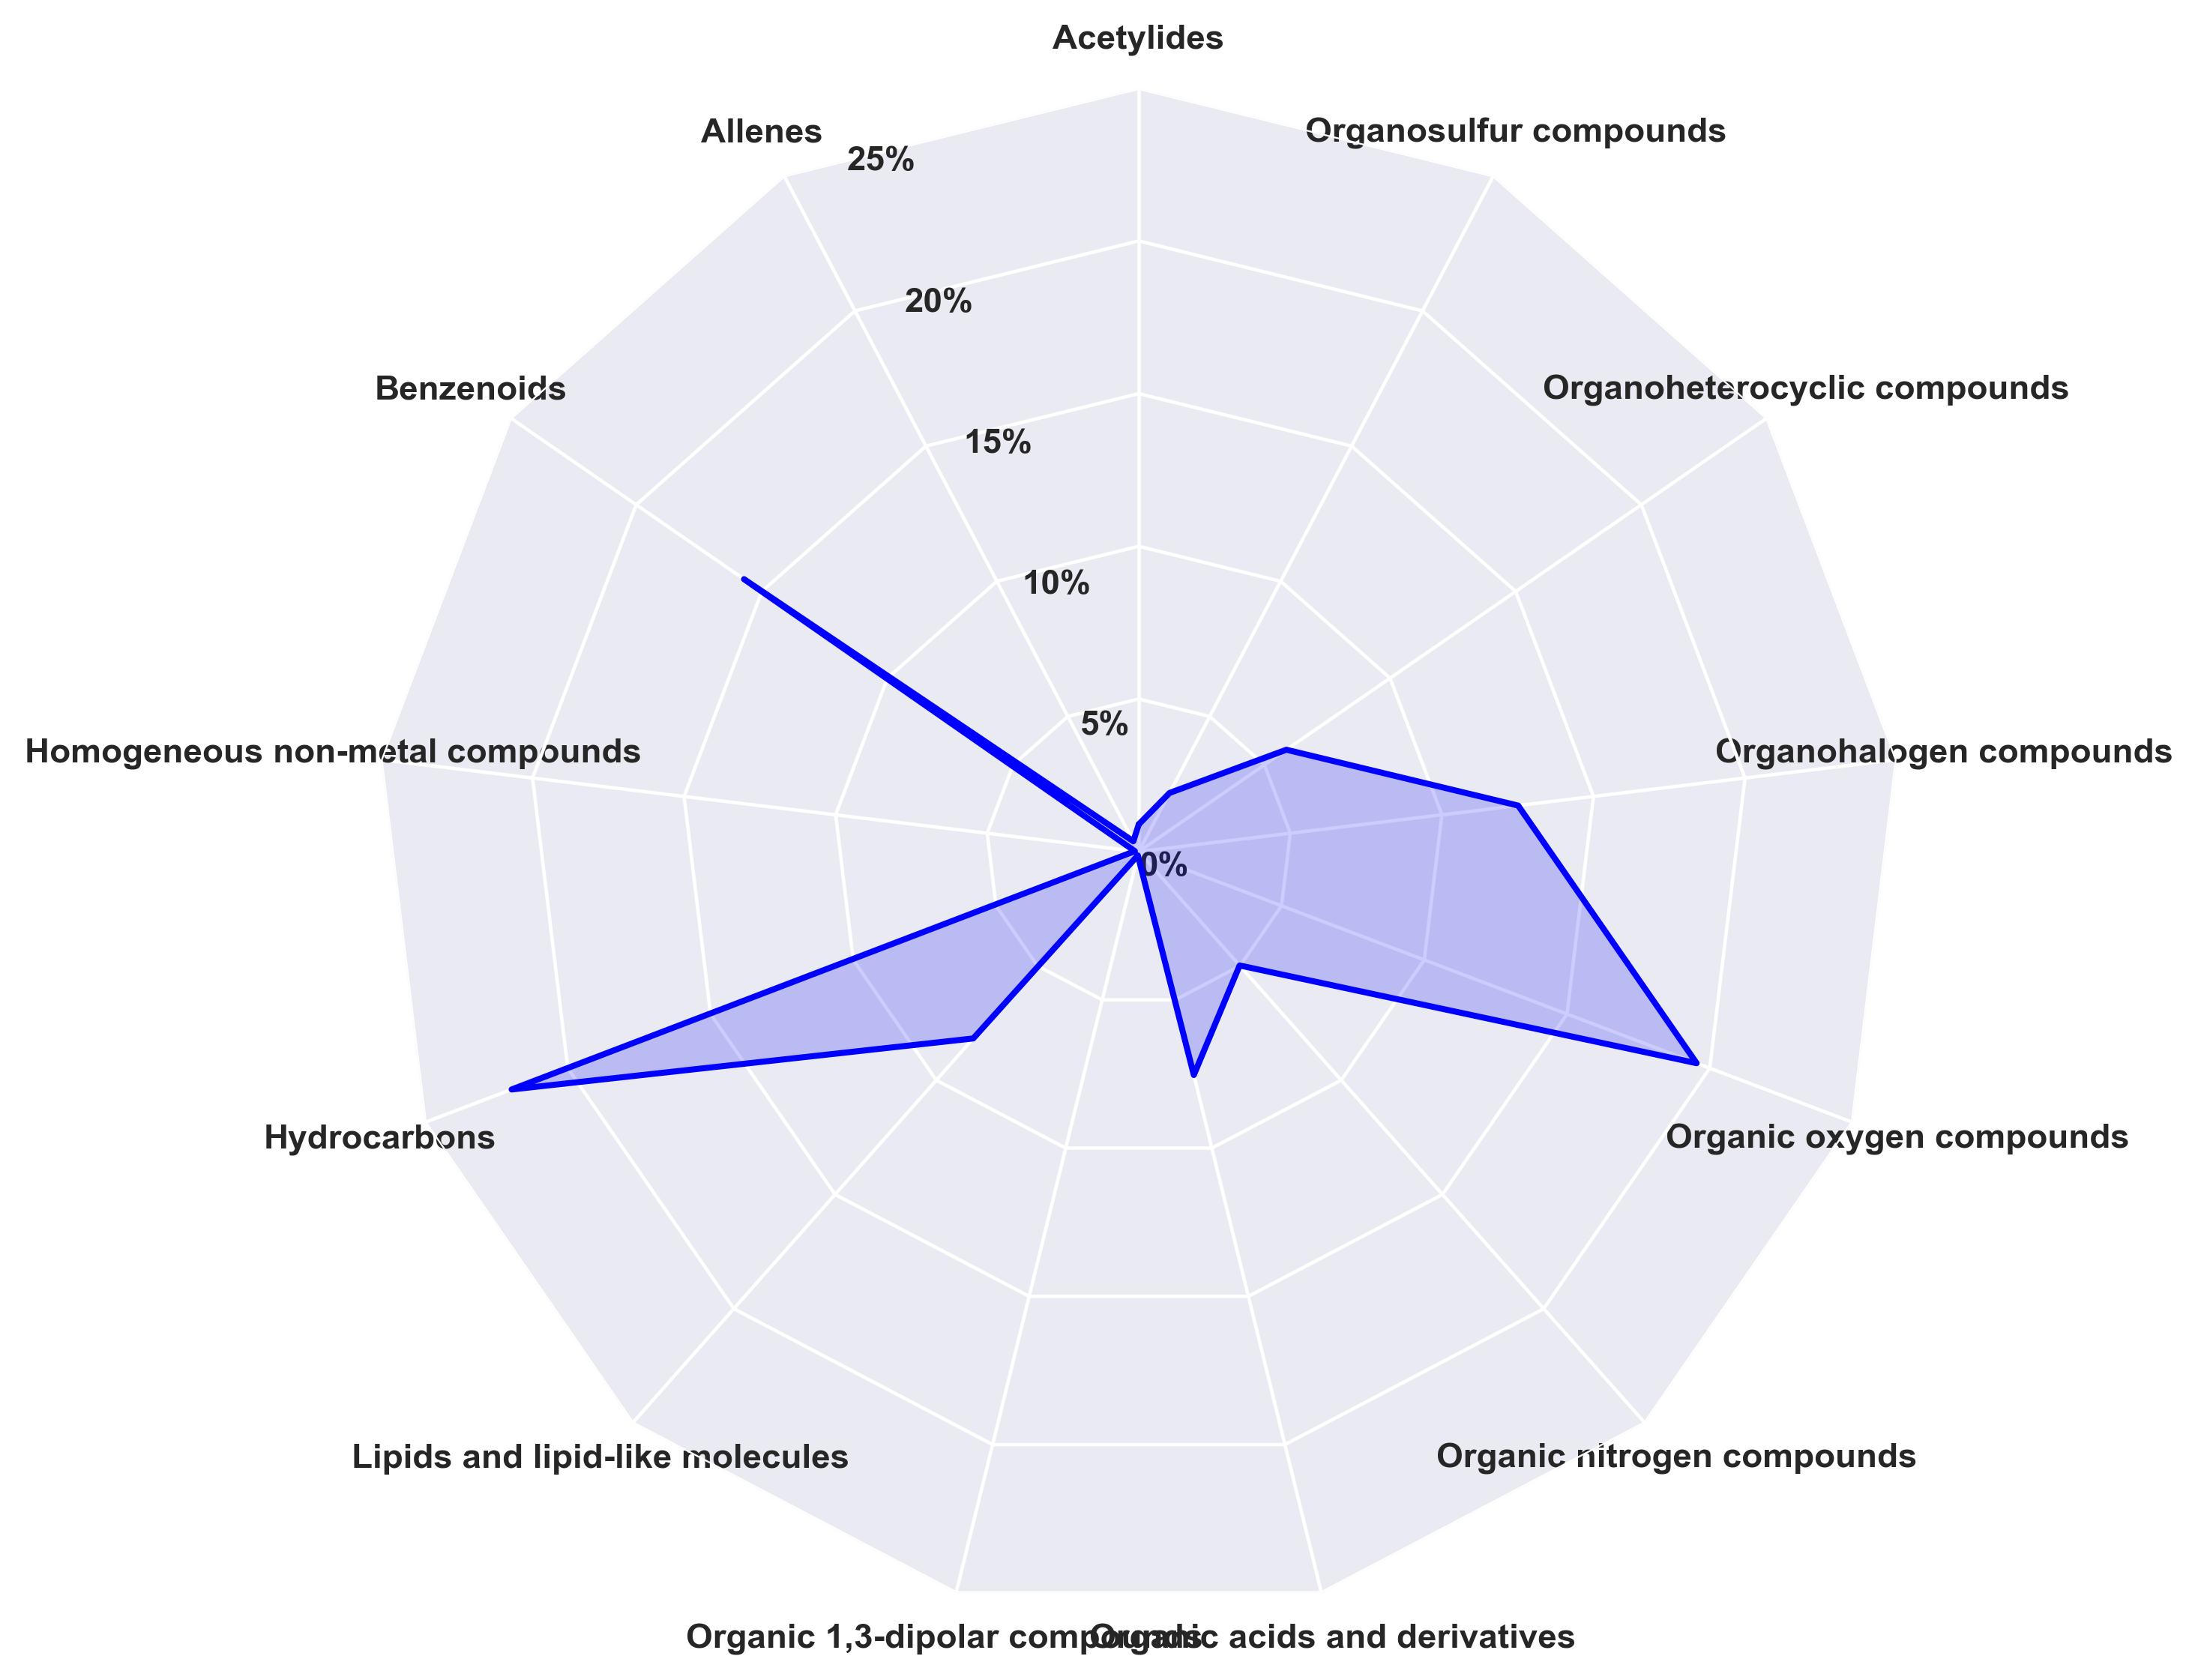 Acetylides
Allenes
Organosulfur compounds
25%
20%
Benzenoids
Organoheterocyclic compounds
15%
10%
5%
Homogeneous non-metal compounds
Organohalogen compounds
0%
Hydrocarbons
Organic oxygen compounds
Lipids and lipid-like molecules
Organic nitrogen compounds
Organic 1,3-dipolar compounds
Organic acids and derivatives